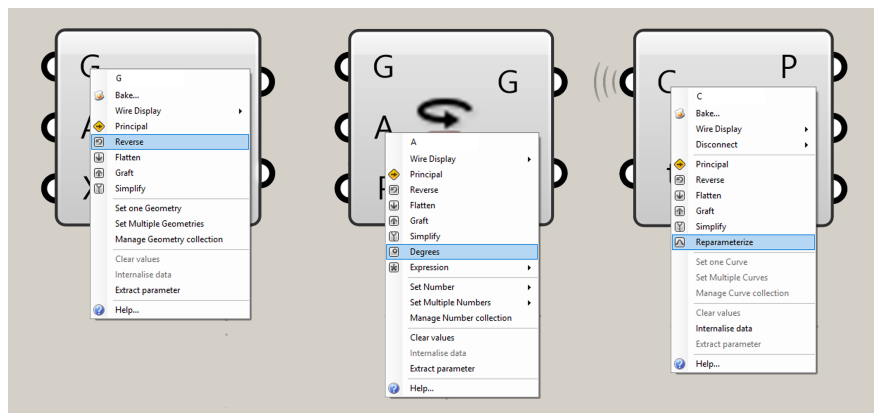 G
A
X
G
Bake...
Wire Display
Principal
Reverse
Flatten
Graft
Simplify
Set one Geometry
Set Multiple Geometries
Manage Geometry collection
Clear values
Internalise data
Extract parameter
Help...
G
A
G
A
Wire Display
Principal
Reverse
Flatten
Graft
Simplify
Degrees
Expression
Set Number
Set Multiple Numbers
Manage Number collection
Clear values
Internalise data
Extract parameter
Help...
C
P
C
Bake...
Wire Display
Disconnect
Principal
Reverse
Flatten
Graft
Simplify
Reparameterize
Set one Curve
Set Multiple Curves
Manage Curve collection
Clear values
Internalise data
Extract parameter
Help...